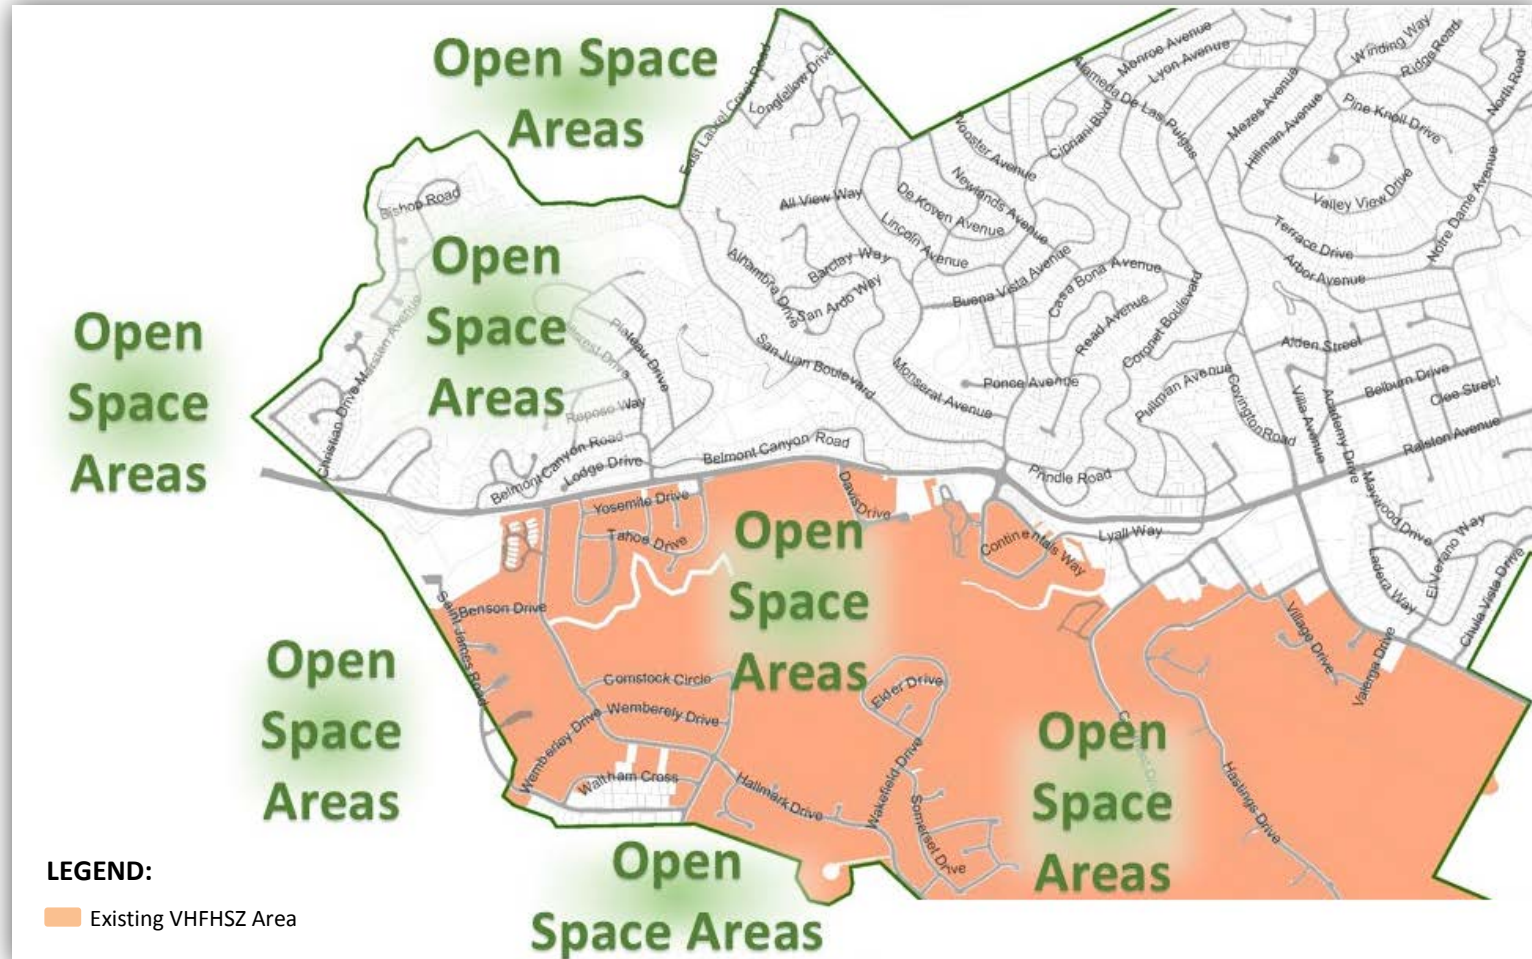 Open Space
Areas
Monroe Avenue
Lyon Avenue
Winding Way
Ridge Road
North Road
Alameda De Las Pulgas
East Laurel Creek Road
Longfellow Drive
Wooster Avenue
Cipriani Blvd
Mezes Avenue
Hillman Avenue
Pine Knoll Drive
Bishop Road
All View Way
De Koven Avenue
Newlands Avenue
Lincoln Avenue
Valley View Drive
Notre Dame Avenue
Terrace Drive
Arbor Avenue
Open
Space
Areas
Alhambra Drive
Barclay Way
San Ardo Way
Buena Vista Avenue
Casa Bona Avenue
Read Avenue
Coronet Boulevard
Open
Space
Areas
Marsten Avenue
Christian Drive
Plateau Drive
Reposo Way
San Juan Boulevard
Monserat Avenue
Ponce Avenue
Pullman Avenue
Covington Road
Alden Street
Villa Avenue
Academy Drive
Belburn Drive
Clee Street
Ralston Avenue
Belmont Canyon Road
Lodge Drive
Belmont Canyon Road
Prindle Road
Maywood Drive
Yosemite Drive
Tahoe Drive
Davis Drive
Open
Space
Areas
Continentals Way
Lyall Way
Ladera Way
El Verano Way
Chula Vista Drive
Saint James Road
Benson Drive
Village Drive
Valerga Drive
Open
Space
Areas
Comstock Circle
Wemberely Drive
Wemberley Drive
Waltham Cross
Hallmark Drive
Elder Drive
Wakefield Drive
Somerset Drive
Open
Space
Areas
Hastings Drive
Open
Space Areas
LEGEND:
Existing VHFHSZ Area